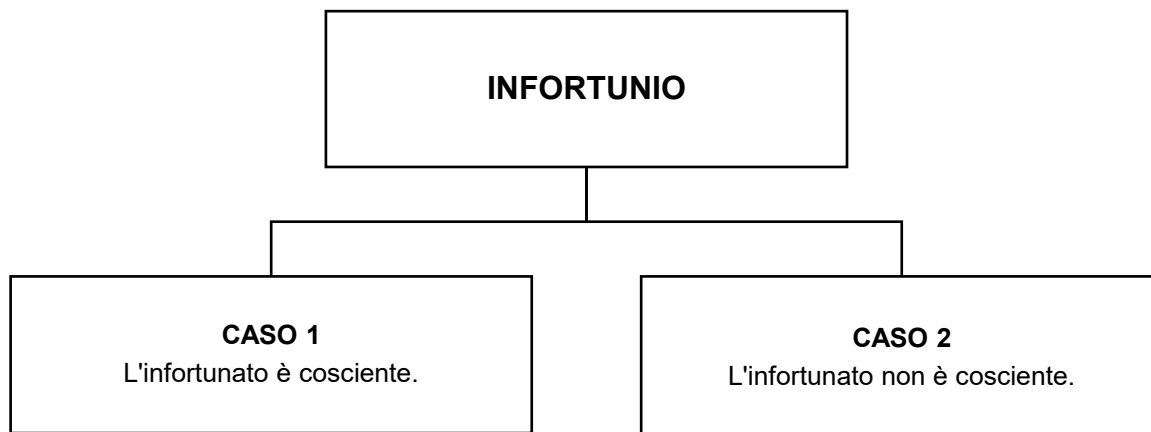 INFORTUNIO
CASO 1
L'infortunato è cosciente.
CASO 2
L'infortunato non è cosciente.